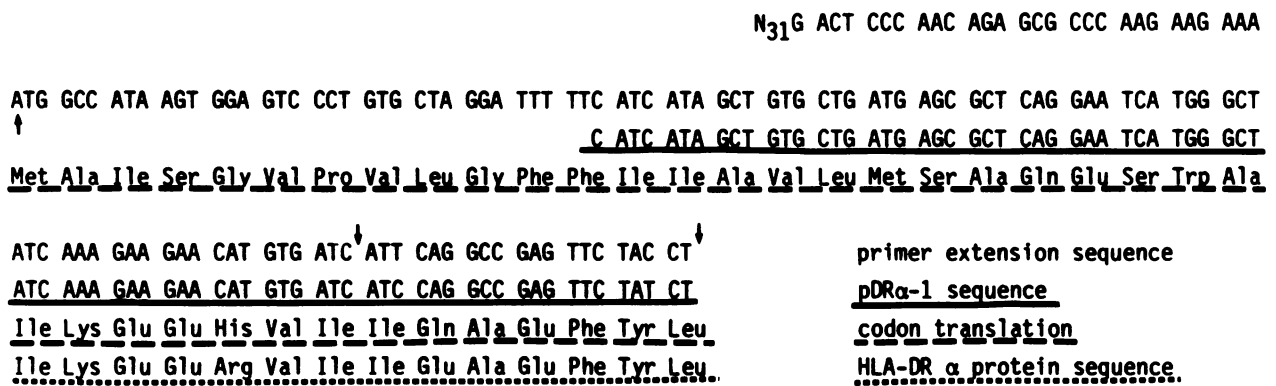 N31G ACT CCC AAC AGA GCG CCC AAG AAG AAA
ATG GCC ATA AGT GGA GTC CCT GTG CTA GGA TTT TTC ATC ATA GCT GTG CTG ATG AGC GCT CAG GAA TCA TGG GCT
C ATC ATA GCT GTG CTG ATG AGC GCT CAG GAA TCA TGG GCT
Met Ala Ile Ser Gly Val Pro Val Leu Gly Phe Phe Ile Ile Ala Val Leu Met Ser Ala Gln Glu Ser Trp Ala
ATC AAA GAA GAA CAT GTG ATC ATT CAG GCC GAG TTC TAC CT primer extension sequence
ATC AAA GAA GAA CAT GTG ATC ATC CAG GCC GAG TTC TAT CT pDRα-1 sequence
Ile Lys Glu Glu His Val Ile Ile Gln Ala Glu Phe Tyr Leu codon translation
Ile Lys Glu Glu Arg Val Ile Ile Glu Ala Glu Phe Tyr Leu HLA-DR α protein sequence